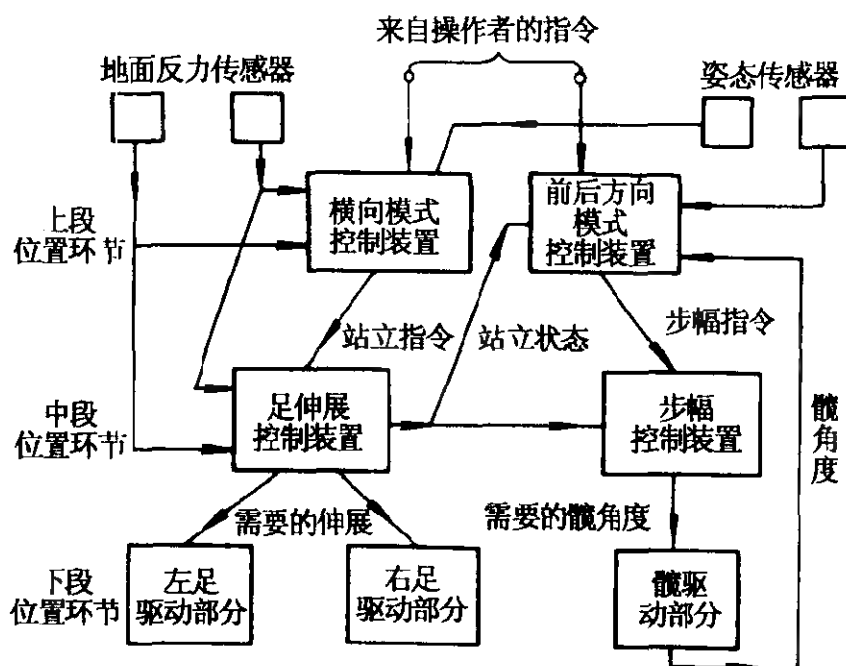 来自操作者的指令
地面反力传感器
姿态传感器
上段
位置环节
横向模式
控制装置
前后方向
模式
控制装置
站立指令
站立状态
步幅指令
中段
位置环节
足伸展
控制装置
步幅
控制装置
髋角度
需要的伸展
需要的髋角度
下段
位置环节
左足
驱动部分
右足
驱动部分
髋驱
动部分